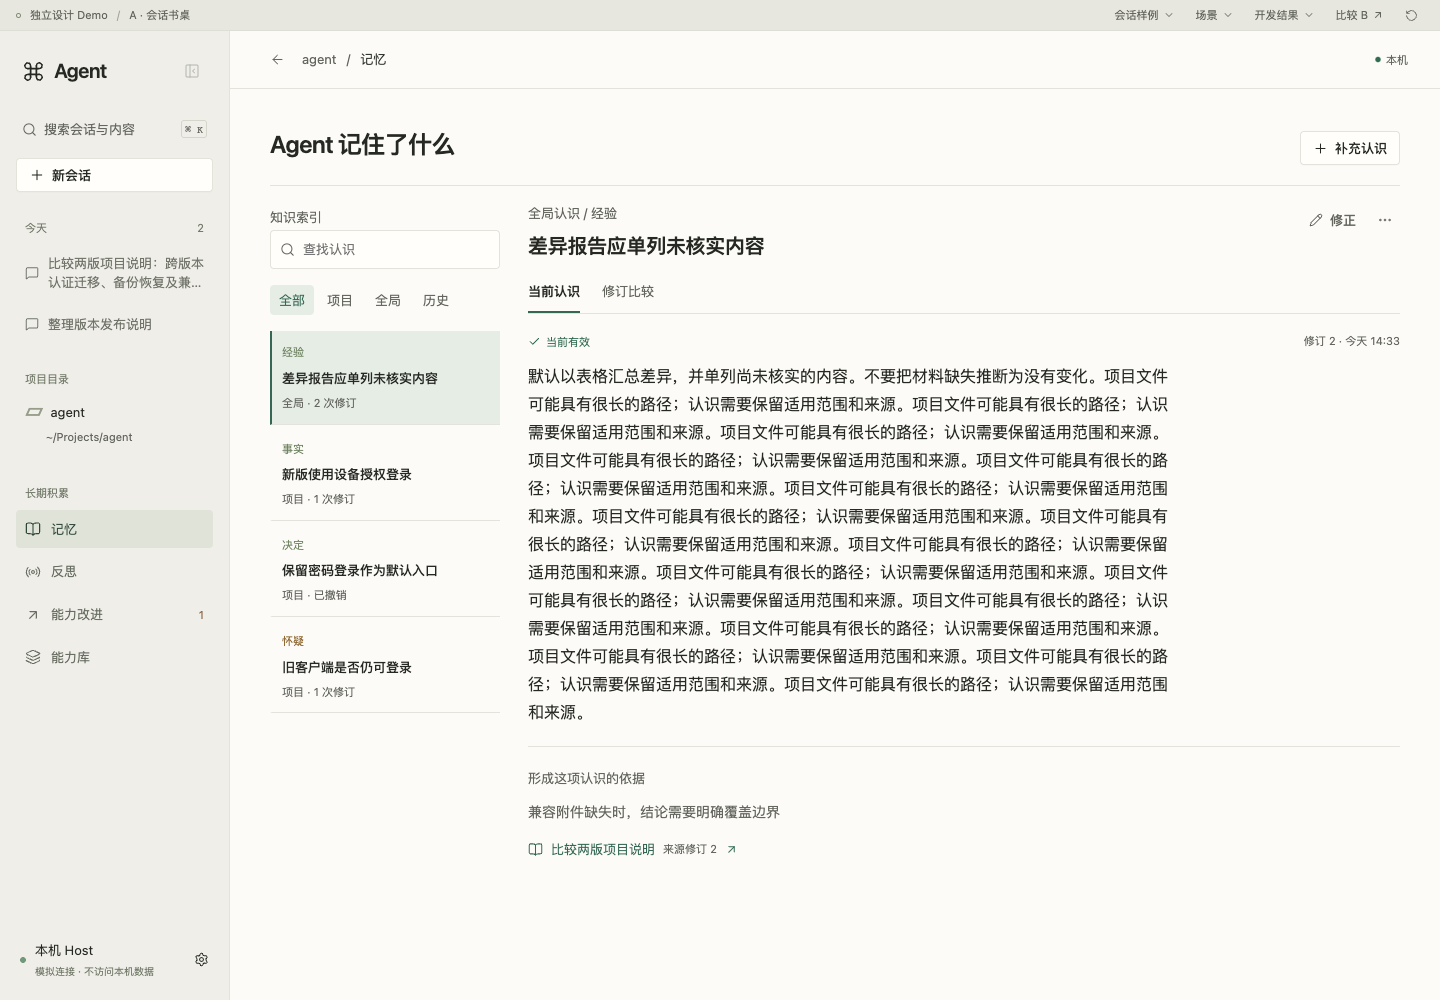 独立设计 Demo / A · 会话书桌
会话样例 场景 开发结果 比较 B
Agent
搜索会话与内容 ⌘ K
新会话
今天 2
比较两版项目说明：跨版本
认证迁移、备份恢复及兼...
整理版本发布说明
项目目录
agent
~/Projects/agent
长期积累
记忆
反思
能力改进 1
能力库
本机 Host
模拟连接 · 不访问本机数据
agent / 记忆
本机
Agent 记住了什么
补充认识
知识索引
查找认识
全部 项目 全局 历史
经验
差异报告应单列未核实内容
全局 · 2 次修订
事实
新版使用设备授权登录
项目 · 1 次修订
决定
保留密码登录作为默认入口
项目 · 已撤销
怀疑
旧客户端是否仍可登录
项目 · 1 次修订
全局认识 / 经验
修正
差异报告应单列未核实内容
当前认识 修订比较
当前有效
修订 2 · 今天 14:33
默认以表格汇总差异，并单列尚未核实的内容。不要把材料缺失推断为没有变化。项目文件
可能具有很长的路径；认识需要保留适用范围和来源。项目文件可能具有很长的路径；认识
需要保留适用范围和来源。项目文件可能具有很长的路径；认识需要保留适用范围和来源。
项目文件可能具有很长的路径；认识需要保留适用范围和来源。项目文件可能具有很长的路
径；认识需要保留适用范围和来源。项目文件可能具有很长的路径；认识需要保留适用范围
和来源。项目文件可能具有很长的路径；认识需要保留适用范围和来源。项目文件可能具有
很长的路径；认识需要保留适用范围和来源。项目文件可能具有很长的路径；认识需要保留
适用范围和来源。项目文件可能具有很长的路径；认识需要保留适用范围和来源。项目文件
可能具有很长的路径；认识需要保留适用范围和来源。项目文件可能具有很长的路径；认识
需要保留适用范围和来源。项目文件可能具有很长的路径；认识需要保留适用范围和来源。
项目文件可能具有很长的路径；认识需要保留适用范围和来源。项目文件可能具有很长的路
径；认识需要保留适用范围和来源。项目文件可能具有很长的路径；认识需要保留适用范围
和来源。
形成这项认识的依据
兼容附件缺失时，结论需要明确覆盖边界
比较两版项目说明 来源修订 2